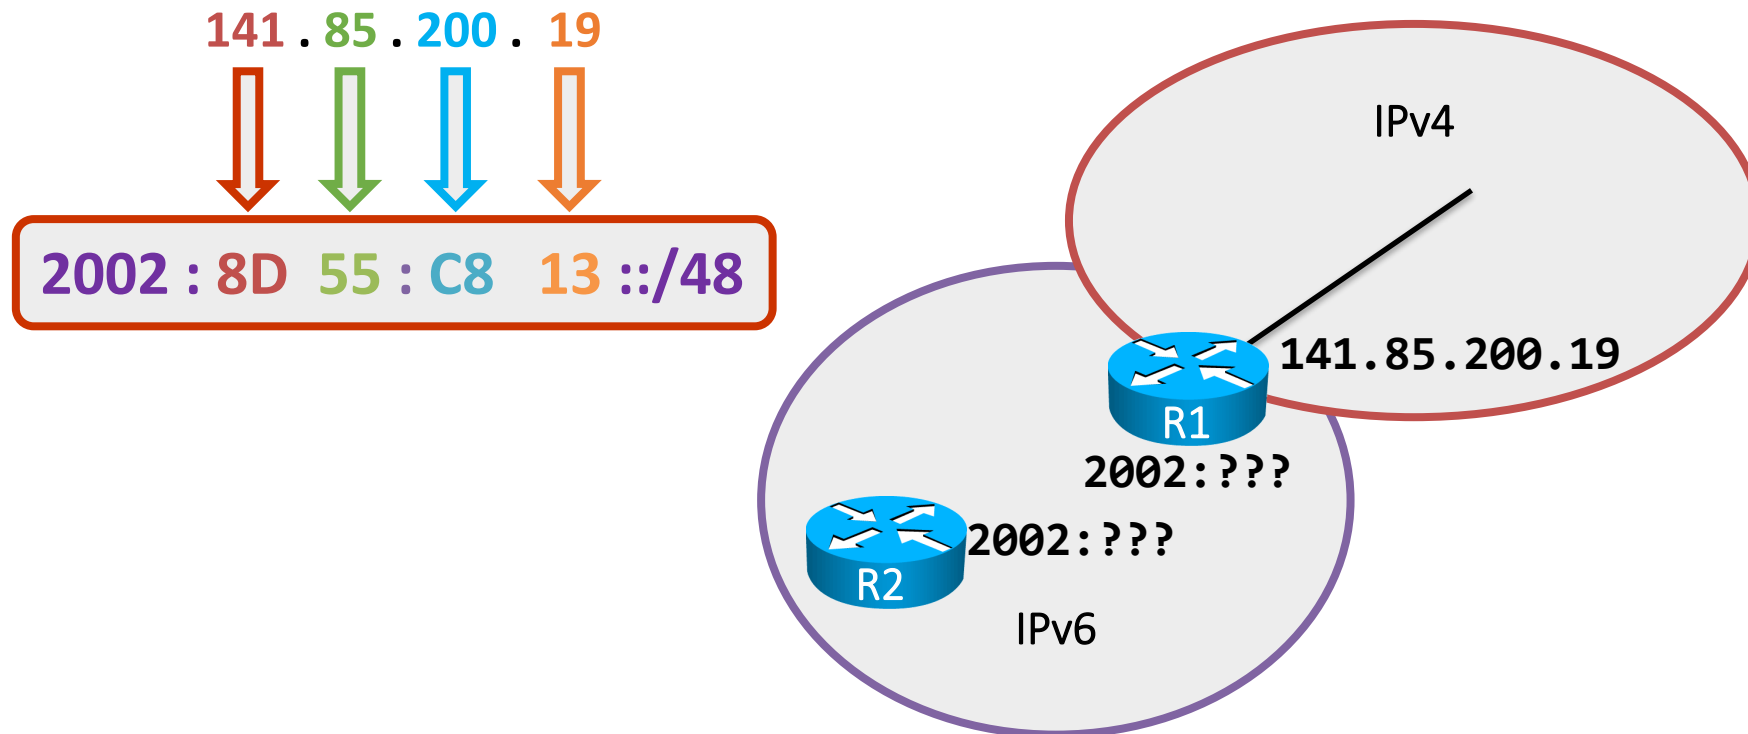 141 . 85 . 200 . 19
2002 : 8D 55 : C8 13 ::/48
IPv4
141.85.200.19
R1
2002:???
2002:???
R2
IPv6